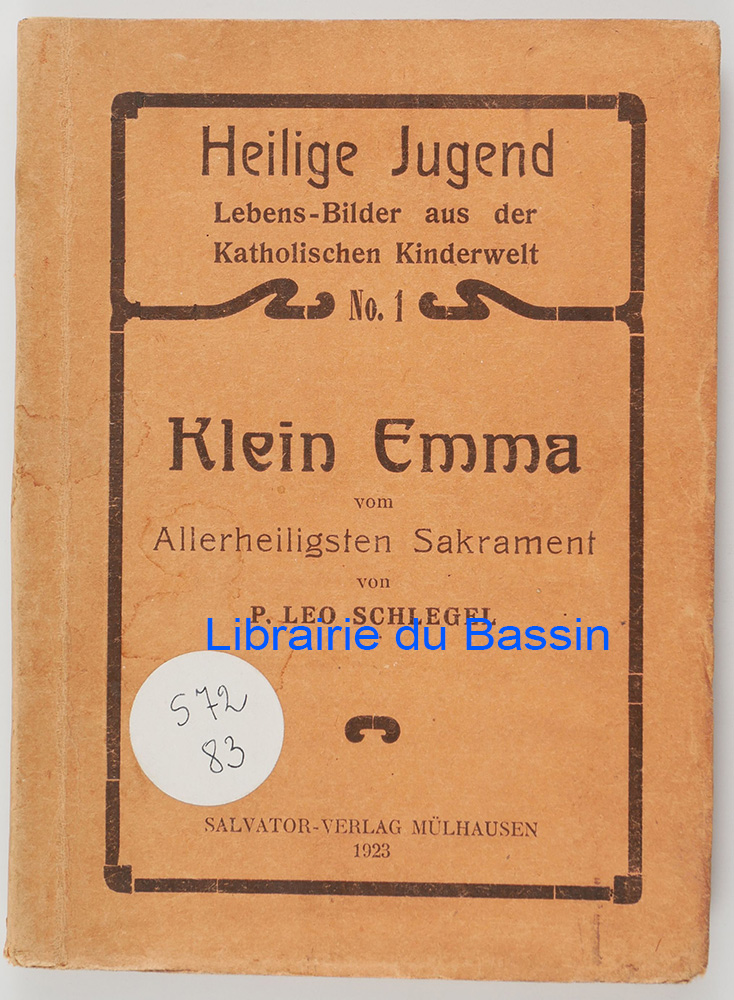 Heilige Jugend
Lebens-Bilder aus der
Katholischen Kinderwelt
No. 1
Klein Emma
vom
Allerheiligsten Sakrament
von
P. LEO SCHLEGEL
Librairie du Bassin
572
83
SALVATOR-VERLAG MÜLHAUSEN
1923